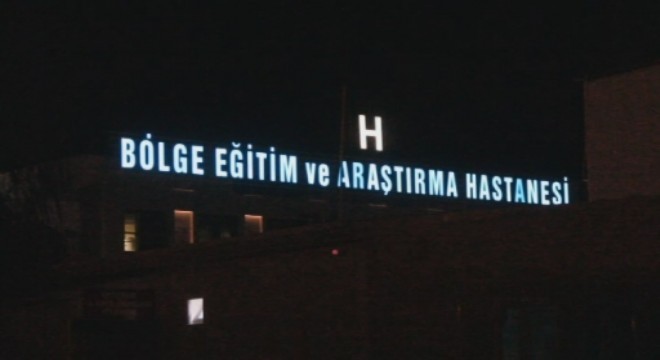 H
BÖLGE EĞİTİM ve ARAŞTIRMA HASTANESİ